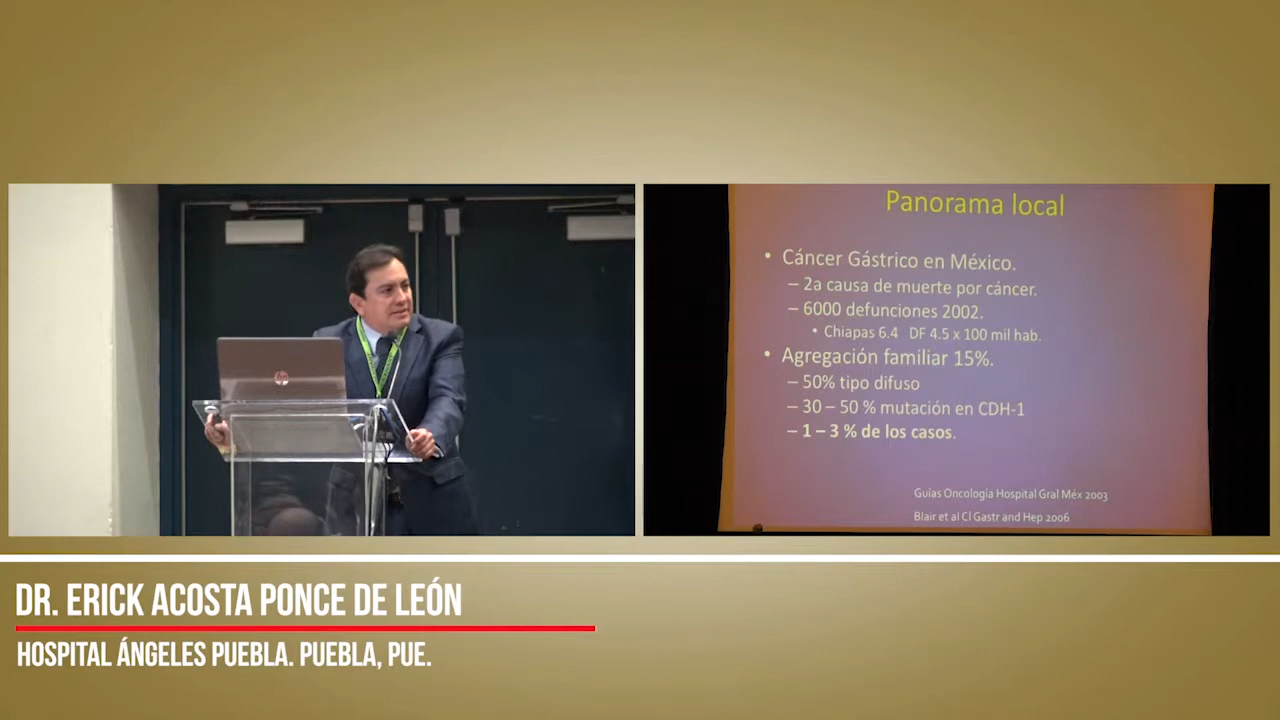 Panorama local
• Cáncer Gástrico en México.
– 2a causa de muerte por cáncer.
– 6000 defunciones 2002.
• Chiapas 6.4 DF 4.5 x 100 mil hab.
• Agregación familiar 15%.
– 50% tipo difuso
– 30 – 50 % mutación en CDH-1
– 1 – 3 % de los casos.
Guías Oncología Hospital Gral Méx 2003
Blair et al Cl Gastr and Hep 2006
DR. ERICK ACOSTA PONCE DE LEÓN
HOSPITAL ÁNGELES PUEBLA. PUEBLA, PUE.
hp